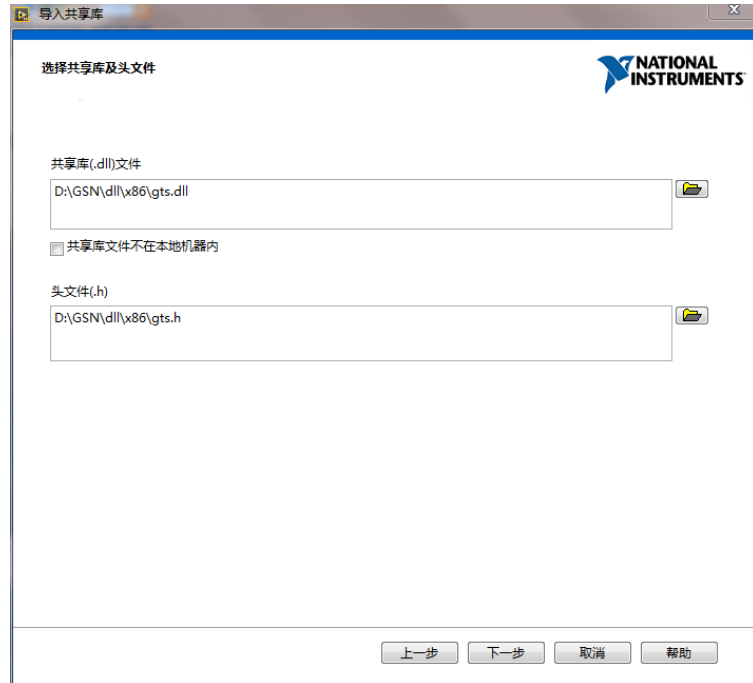 导入共享库
选择共享库及头文件
NATIONAL
INSTRUMENTS
共享库(.dll)文件
D:\GSN\dll\x86\gts.dll
共享库文件不在本地机器内
头文件(.h)
D:\GSN\dll\x86\gts.h
上一步 下一步 取消 帮助